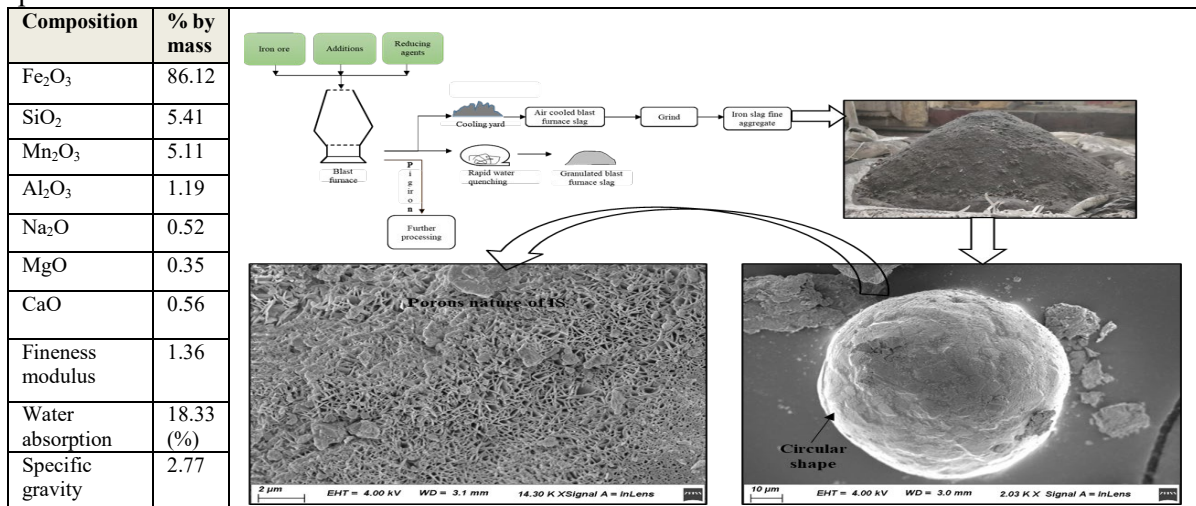 Composition % by mass
Fe₂O₃ 86.12
SiO₂ 5.41
Mn₂O₃ 5.11
Al₂O₃ 1.19
Na₂O 0.52
MgO 0.35
CaO 0.56
Fineness modulus 1.36
Water absorption 18.33 (%)
Specific gravity 2.77
Iron ore
Additions
Reducing
agents
Cooling yard
Air cooled blast
furnace slag
Grind
Iron slag fine
aggregate
Blast
furnace
Pig iron
Rapid water
quenching
Granulated blast
furnace slag
Further
processing
Porous nature of IS
2 µm
EHT = 4.00 kV WD = 3.1 mm 14.30 K XSignal A = InLens
ZEISS
Circular
shape
10 µm
EHT = 4.00 kV WD = 3.0 mm 2.03 K X Signal A = InLens
ZEISS